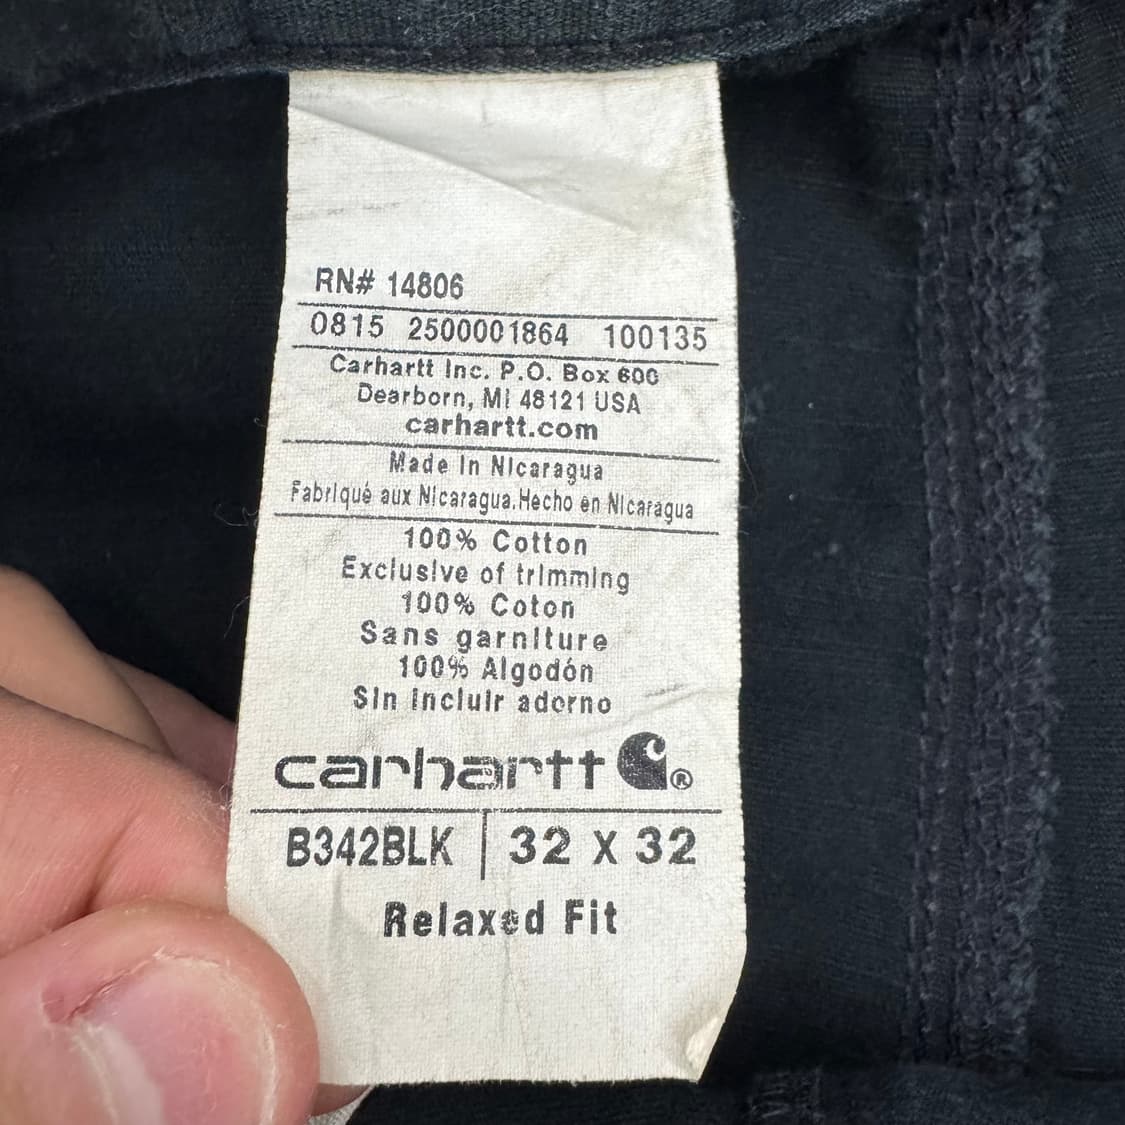 RN# 14806
0815 2500001864 100135
Carhartt Inc. P.O. Box 600
Dearborn, MI 48121 USA
carhartt.com
Made In Nicaragua
Fabriqué aux Nicaragua.Hecho en Nicaragua
100% Cotton
Exclusive of trimming
100% Coton
Sans garniture
100% Algodón
Sin incluir adorno
carhartt ®
B342BLK | 32 X 32
Relaxed Fit